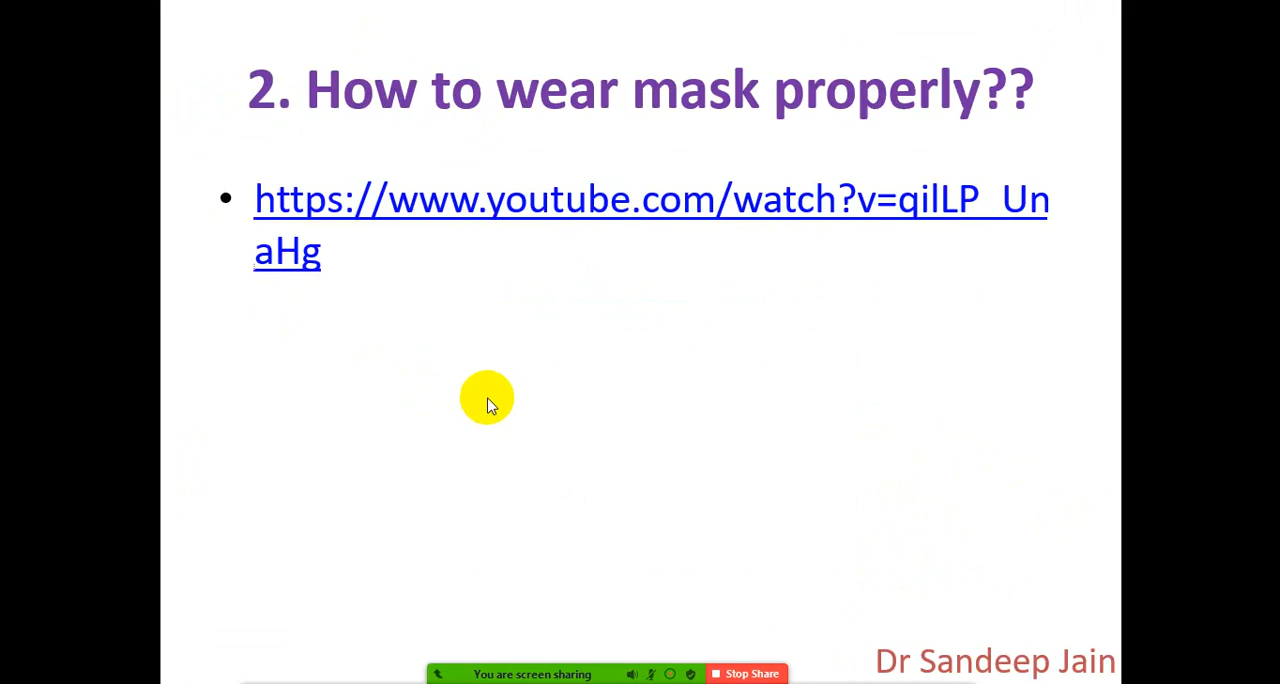 2. How to wear mask properly??
• https://www.youtube.com/watch?v=qilLP_Un
aHg
Dr Sandeep Jain
You are screen sharing
Stop Share